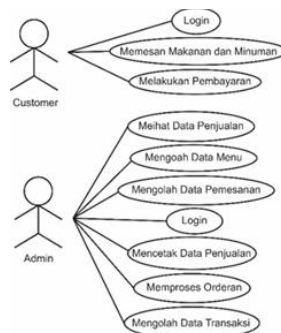 Login
Memesan Makanan dan Minuman
Melakukan Pembayaran
Customer
Meihat Data Penjualan
Mengoah Data Menu
Mengolah Data Pemesanan
Login
Admin
Mencetak Data Penjualan
Memproses Orderan
Mengolah Data Transaksi